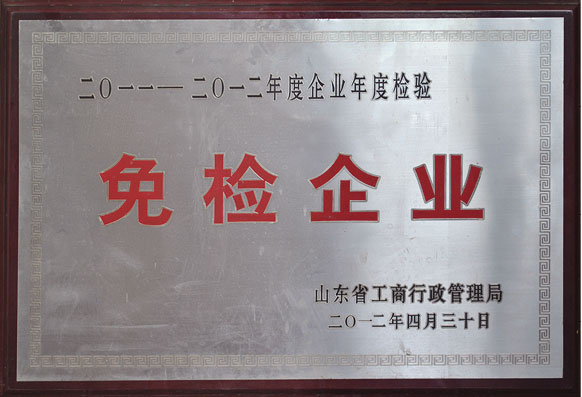 二〇一一—二〇一二年度企业年度检验
免检企业
山东省工商行政管理局
二〇一二年四月三十日